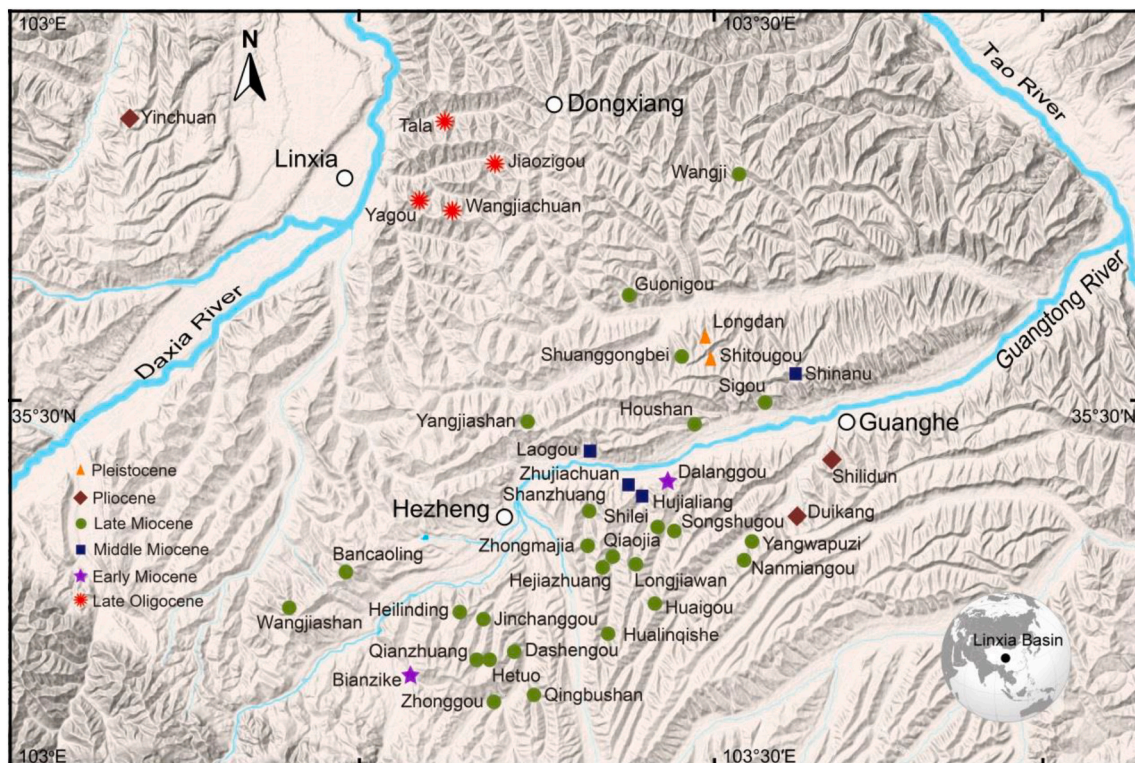 103°E
103°30′E
N
Tao River
Dongxiang
Yinchuan
Tala
Linxia
Jiaozigou
Wangji
Yagou
Wangjiachuan
Guonigou
Daxia River
Guangtong River
Longdan
Shuanggongbei
Shitougou
Shinanu
Sigou
35°30′N
35°30′N
Yangjiashan
Houshan
Guanghe
Laogou
Zhujiachuan
Dalanggou
Shilidun
Shanzhuang
Hujialiang
Hezheng
Shilei
Songshugou
Duikang
Zhongmajia
Qiaojia
Yangwapuzi
Bancaoling
Hejiazhuang
Longjiawan
Nanmiangou
Wangjiashan
Heilinding
Jinchanggou
Huaigou
Hualinqishe
Qianzhuang
Dashengou
Hetuo
Bianzike
Zhonggou
Qingbushan
Pleistocene
Pliocene
Late Miocene
Middle Miocene
Early Miocene
Late Oligocene
Linxia Basin
103°E
103°30′E